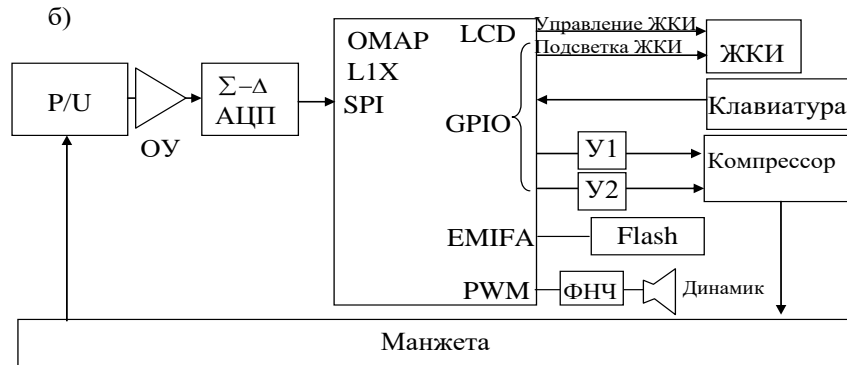 б)
P/U
ОУ
Σ−Δ
АЦП
OMAP
L1X
SPI
LCD
GPIO
EMIFA
PWM
Управление ЖКИ
Подсветка ЖКИ
ЖКИ
Клавиатура
У1
У2
Компрессор
Flash
ФНЧ
Динамик
Манжета